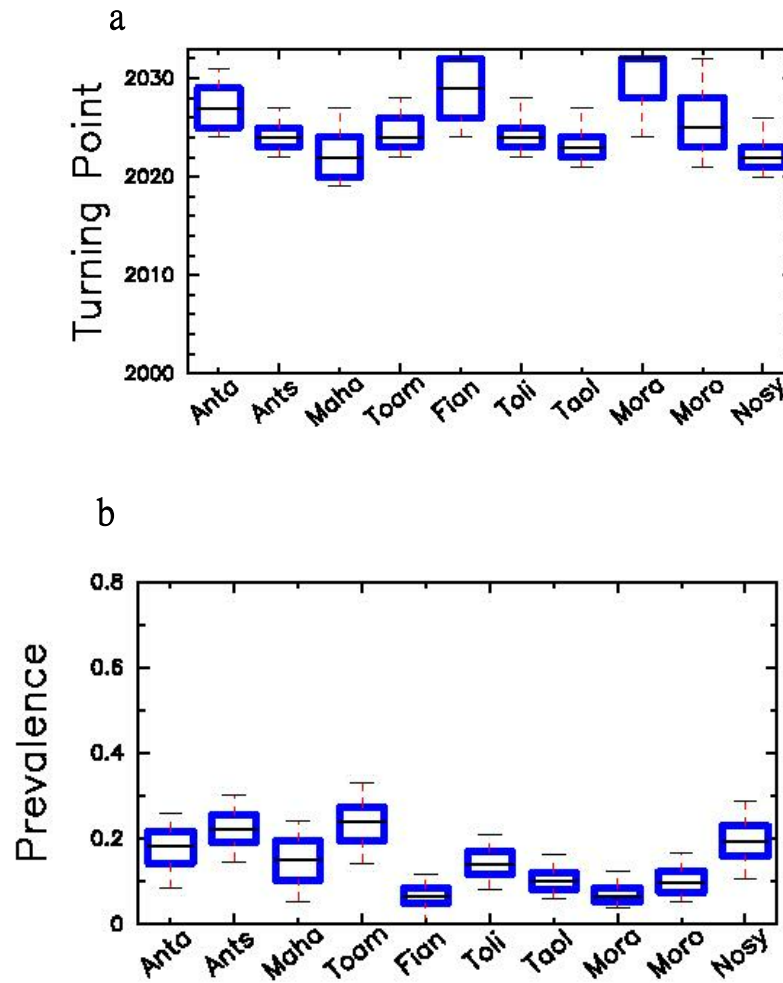 a
Turning Point
2030
2020
2010
2000
Anta Ants Maha Toam Fian Toli Taol Mora Moro Nosy
b
Prevalence
0.8
0.6
0.4
0.2
0
Anta Ants Maha Toam Fian Toli Taol Mora Moro Nosy